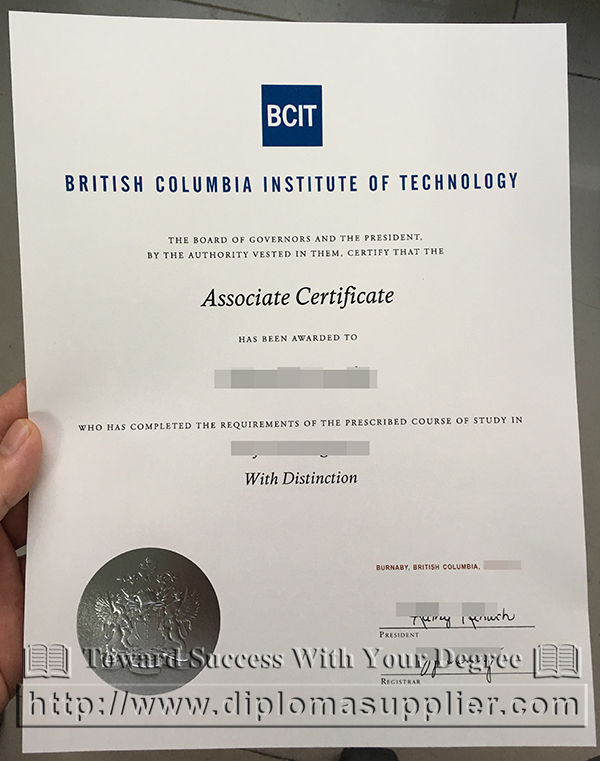 BCIT
BRITISH COLUMBIA INSTITUTE OF TECHNOLOGY
THE BOARD OF GOVERNORS AND THE PRESIDENT,
BY THE AUTHORITY VESTED IN THEM, CERTIFY THAT THE
Associate Certificate
HAS BEEN AWARDED TO
WHO HAS COMPLETED THE REQUIREMENTS OF THE PRESCRIBED COURSE OF STUDY IN
With Distinction
BURNABY, BRITISH COLUMBIA,
PRESIDENT
Toward Success With Your Degree
REGISTRAR
http://www.diplomasupplier.com